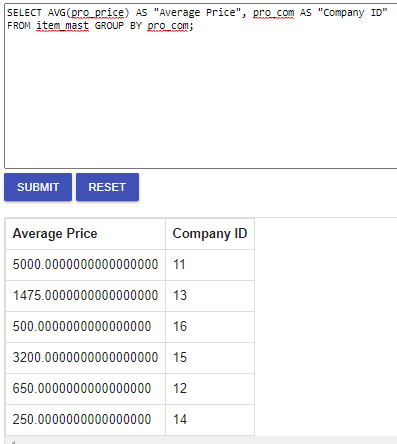 SELECT AVG(pro_price) AS "Average Price", pro_com AS "Company ID"
FROM item_mast GROUP BY pro_com;
SUBMIT RESET
Average Price Company ID
5000.0000000000000000 11
1475.0000000000000000 13
500.0000000000000000 16
3200.0000000000000000 15
650.0000000000000000 12
250.0000000000000000 14